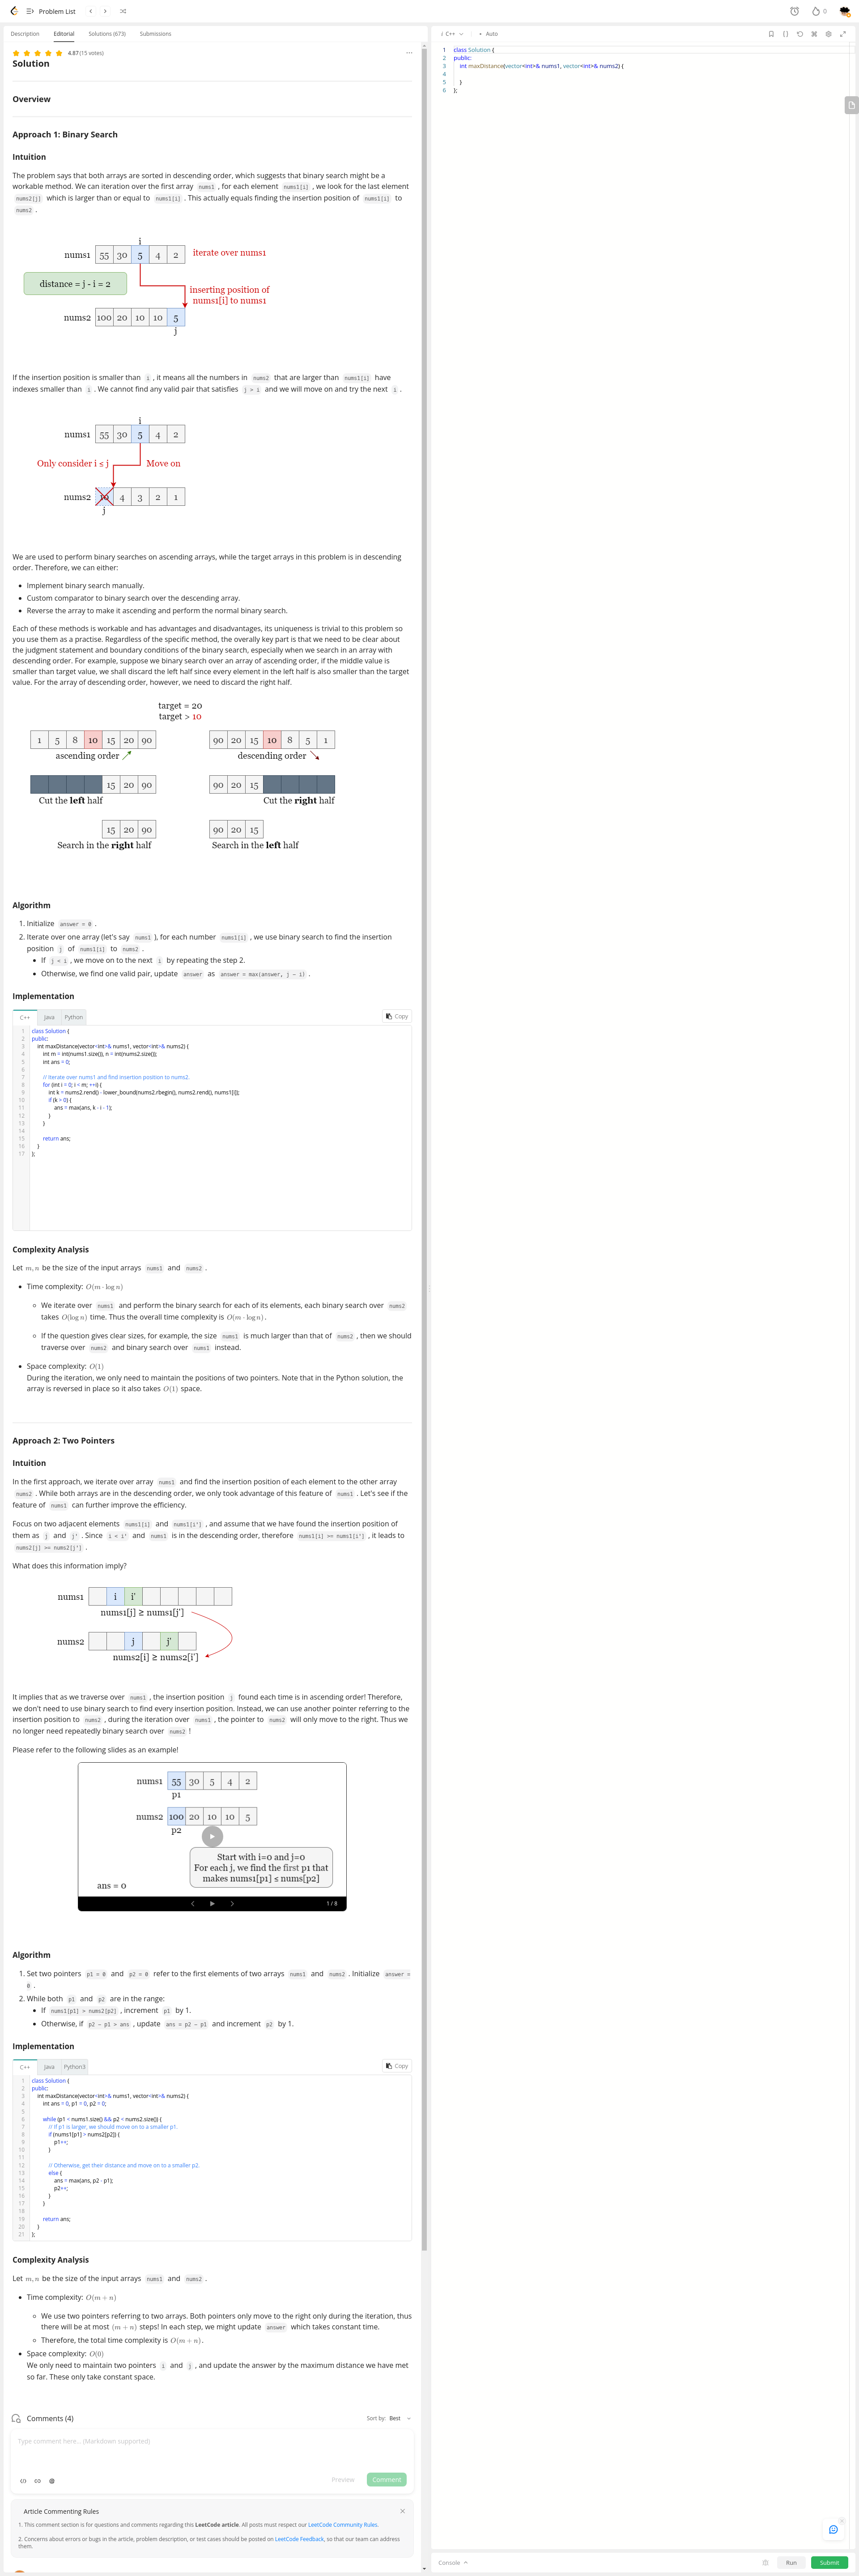 Problem List
0
Description Editorial Solutions (673) Submissions
C++ Auto
4.87 (15 votes)
Solution
Overview
Approach 1: Binary Search
Intuition
The problem says that both arrays are sorted in descending order, which suggests that binary search might be a
workable method. We can iteration over the first array nums1 , for each element nums1[i] , we look for the last element
nums2[j] which is larger than or equal to nums1[i] . This actually equals finding the insertion position of nums1[i] to
nums2 .
i
nums1 55 30 5 4 2 iterate over nums1
distance = j - i = 2
inserting position of
nums1[i] to nums1
nums2 100 20 10 10 5
j
If the insertion position is smaller than i , it means all the numbers in nums2 that are larger than nums1[i] have
indexes smaller than i . We cannot find any valid pair that satisfies j > i and we will move on and try the next i .
i
nums1 55 30 5 4 2
Only consider i ≤ j Move on
nums2 10 4 3 2 1
j
We are used to perform binary searches on ascending arrays, while the target arrays in this problem is in descending
order. Therefore, we can either:
• Implement binary search manually.
• Custom comparator to binary search over the descending array.
• Reverse the array to make it ascending and perform the normal binary search.
Each of these methods is workable and has advantages and disadvantages, its uniqueness is trivial to this problem so
you use them as a practise. Regardless of the specific method, the overally key part is that we need to be clear about
the judgment statement and boundary conditions of the binary search, especially when we search in an array with
descending order. For example, suppose we binary search over an array of ascending order, if the middle value is
smaller than target value, we shall discard the left half since every element in the left half is also smaller than the target
value. For the array of descending order, however, we need to discard the right half.
target = 20
target > 10
1 5 8 10 15 20 90 90 20 15 10 8 5 1
ascending order descending order
15 20 90 90 20 15
Cut the left half Cut the right half
15 20 90 90 20 15
Search in the right half Search in the left half
Algorithm
1. Initialize answer = 0 .
2. Iterate over one array (let's say nums1 ), for each number nums1[i] , we use binary search to find the insertion
position j of nums1[i] to nums2 .
• If j < i , we move on to the next i by repeating the step 2.
• Otherwise, we find one valid pair, update answer as answer = max(answer, j − i) .
Implementation
C++ Java Python Copy
1 class Solution {
2 public:
3 int maxDistance(vector<int>& nums1, vector<int>& nums2) {
4 int m = int(nums1.size()), n = int(nums2.size());
5 int ans = 0;
6
7 // Iterate over nums1 and find insertion position to nums2.
8 for (int i = 0; i < m; ++i) {
9 int k = nums2.rend() - lower_bound(nums2.rbegin(), nums2.rend(), nums1[i]);
10 if (k = 0) {
11 ans = max(ans, k - i - 1);
12 }
13 }
14
15 return ans;
16 }
17 };
Complexity Analysis
Let m, n be the size of the input arrays nums1 and nums2 .
• Time complexity: O(m · log n)
We iterate over nums1 and perform the binary search for each of its elements, each binary search over nums2
takes O(log n) time. Thus the overall time complexity is O(m · log n).
If the question gives clear sizes, for example, the size nums1 is much larger than that of nums2 , then we should
traverse over nums2 and binary search over nums1 instead.
• Space complexity: O(1)
During the iteration, we only need to maintain the positions of two pointers. Note that in the Python solution, the
array is reversed in place so it also takes O(1) space.
Approach 2: Two Pointers
Intuition
In the first approach, we iterate over array nums1 and find the insertion position of each element to the other array
nums2 . While both arrays are in the descending order, we only took advantage of this feature of nums1 . Let's see if the
feature of nums1 can further improve the efficiency.
Focus on two adjacent elements nums1[i] and nums1[i'] , and assume that we have found the insertion position of
them as j and j' . Since i < i' and nums1 is in the descending order, therefore nums1[i] >= nums1[i'] , it leads to
nums2[j] >= nums2[j'] .
What does this information imply?
nums1 i i'
nums1[j] ≥ nums1[j']
nums2 j j'
nums2[i] ≥ nums2[i']
It implies that as we traverse over nums1 , the insertion position j found each time is in ascending order! Therefore,
we don't need to use binary search to find every insertion position. Instead, we can use another pointer referring to the
insertion position to nums2 , during the iteration over nums1 , the pointer to nums2 will only move to the right. Thus we
no longer need repeatedly binary search over nums2 !
Please refer to the following slides as an example!
nums1 55 30 5 4 2
p1
nums2 100 20 10 10 5
p2
Start with i=0 and j=0
For each j, we find the first p1 that
makes nums1[p1] ≤ nums[p2]
ans = 0
1 / 8
Algorithm
1. Set two pointers p1 = 0 and p2 = 0 refer to the first elements of two arrays nums1 and nums2 . Initialize answer =
0 .
2. While both p1 and p2 are in the range:
• If nums1[p1] > nums2[p2] , increment p1 by 1.
• Otherwise, if p2 − p1 > ans , update ans = p2 − p1 and increment p2 by 1.
Implementation
C++ Java Python3 Copy
1 class Solution {
2 public:
3 int maxDistance(vector<int>& nums1, vector<int>& nums2) {
4 int ans = 0, p1 = 0, p2 = 0;
5
6 while (p1 < nums1.size() && p2 < nums2.size()) {
7 // If p1 is larger, we should move on to a smaller p1.
8 if (nums1[p1] > nums2[p2]) {
9 p1++;
10 }
11
12 // Otherwise, get their distance and move on to a smaller p2.
13 else {
14 ans = max(ans, p2 - p1);
15 p2++;
16 }
17 }
18
19 return ans;
20 }
21 };
Complexity Analysis
Let m, n be the size of the input arrays nums1 and nums2 .
• Time complexity: O(m + n)
We use two pointers referring to two arrays. Both pointers only move to the right only during the iteration, thus
there will be at most (m + n) steps! In each step, we might update answer which takes constant time.
Therefore, the total time complexity is O(m + n).
• Space complexity: O(0)
We only need to maintain two pointers i and j , and update the answer by the maximum distance we have met
so far. These only take constant space.
Comments (4) Sort by: Best
Type comment here... (Markdown supported)
Preview Comment
Article Commenting Rules
1. This comment section is for questions and comments regarding this LeetCode article. All posts must respect our LeetCode Community Rules.
2. Concerns about errors or bugs in the article, problem description, or test cases should be posted on LeetCode Feedback, so that our team can address
them.
1 class Solution {
2 public:
3 int maxDistance(vector<int>& nums1, vector<int>& nums2) {
4
5 }
6 };
Console Run Submit